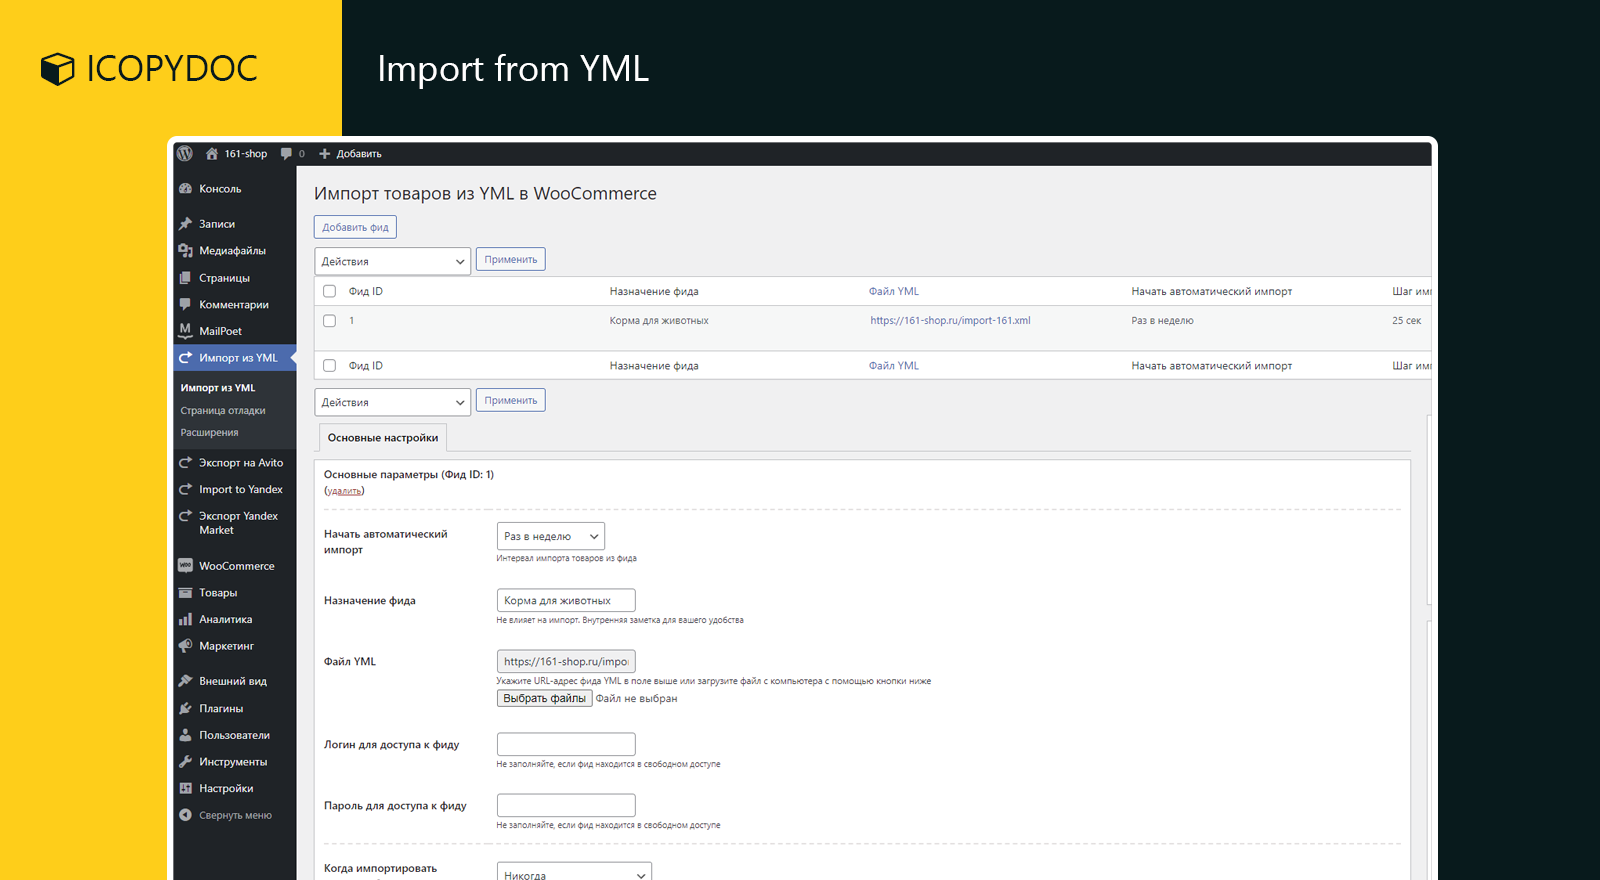 ICOPYDOC
Import from YML
161-shop 0 Добавить
Консоль
Записи
Медиафайлы
Страницы
Комментарии
MailPoet
Импорт из YML
Импорт из YML
Страница отладки
Расширения
Экспорт на Avito
Import to Yandex
Экспорт Yandex
Market
WooCommerce
Товары
Аналитика
Маркетинг
Внешний вид
Плагины
Пользователи
Инструменты
Настройки
Свернуть меню
Импорт товаров из YML в WooCommerce
Добавить фид
Действия Применить
Фид ID Назначение фида Файл YML Начать автоматический импорт Шаг
1 Корма для животных https://161-shop.ru/import-161.xml Раз в неделю 25 сек
Фид ID Назначение фида Файл YML Начать автоматический импорт Шаг
Действия Применить
Основные настройки
Основные параметры (Фид ID: 1)
(удалить)
Начать автоматический
импорт
Раз в неделю
Интервал импорта товаров из фида
Назначение фида
Корма для животных
Не влияет на импорт. Внутренняя заметка для вашего удобства
Файл YML
https://161-shop.ru/impo
Укажите URL-адрес фида YML в поле выше или загрузите файл с компьютера с помощью кнопки ниже
Выбрать файлы Файл не выбран
Логин для доступа к фиду
Не заполняйте, если фид находится в свободном доступе
Пароль для доступа к фиду
Не заполняйте, если фид находится в свободном доступе
Когда импортировать
Никогда